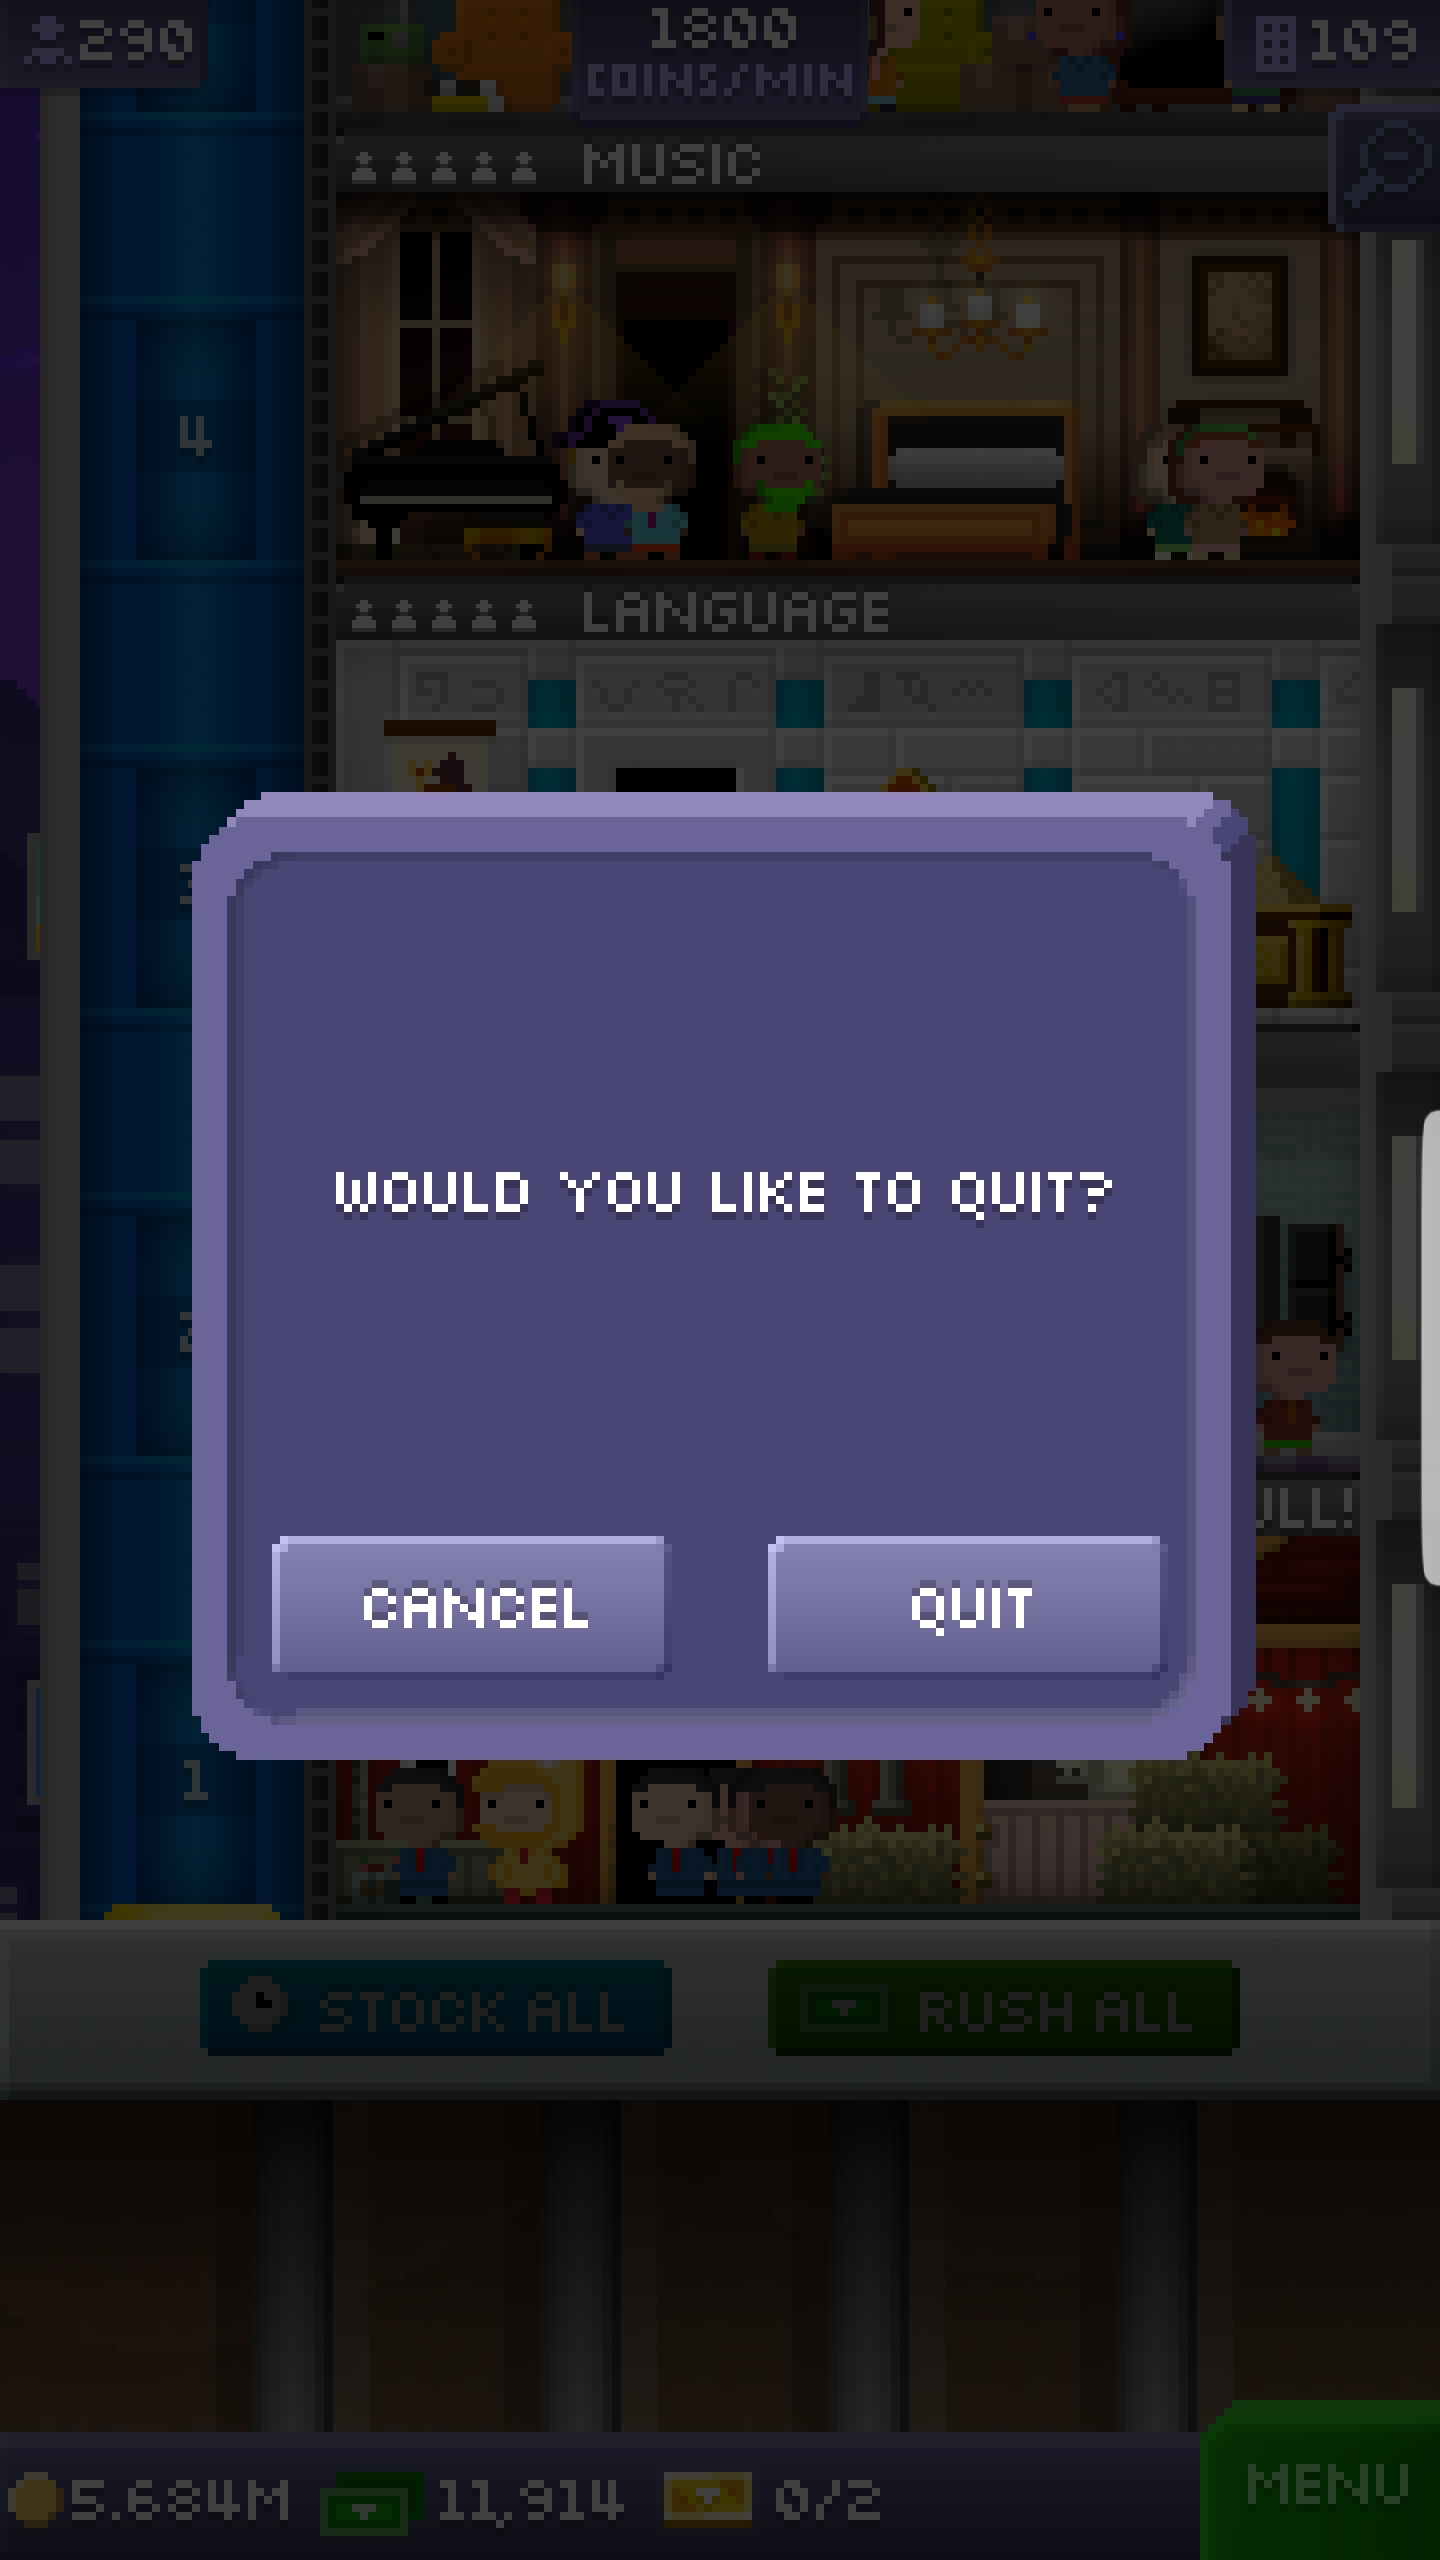 290
1800
COINS/MIN
109
MUSIC
4
LANGUAGE
WOULD YOU LIKE TO QUIT?
CANCEL
QUIT
1
STOCK ALL
RUSH ALL
5.684M
11,914
0/2
MENU